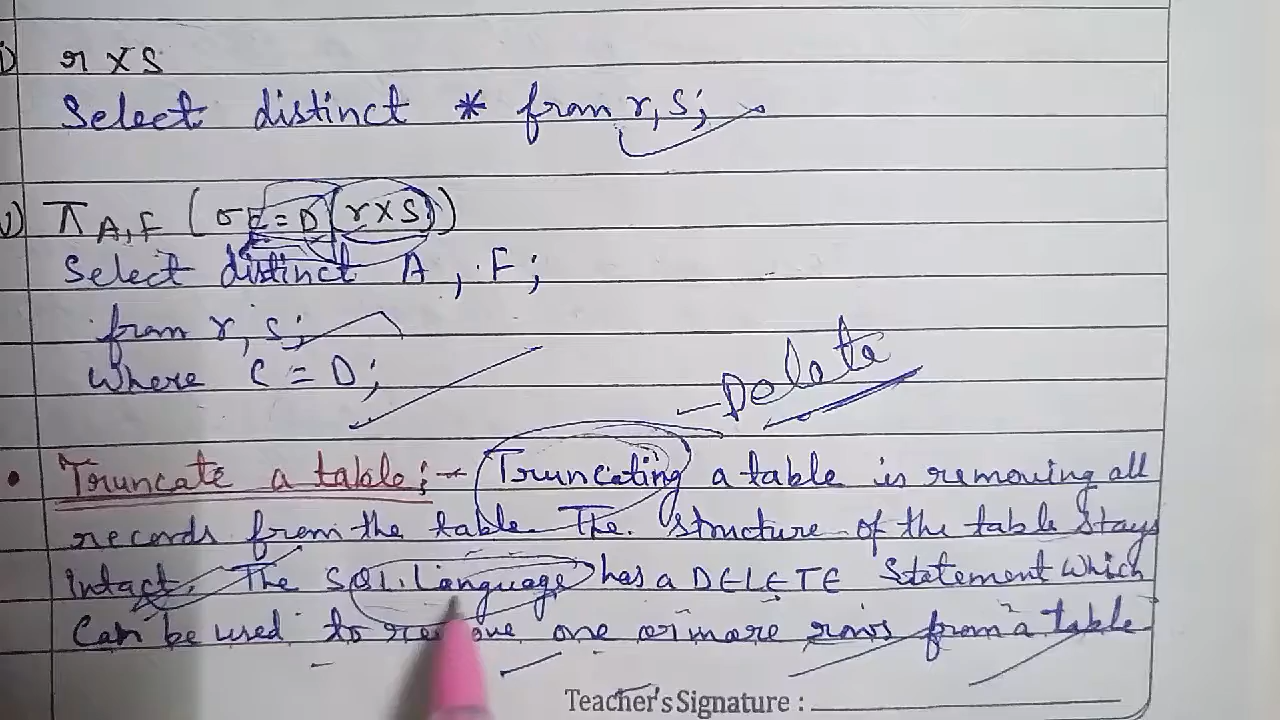 r X S
Select distinct * from r, s;
π A, F ( σ C = D (r X S))
Select distinct A , F;
from r, s;
Where C = D;
Delete
• Truncate a table :- Truncating a table is removing all
records from the table. The structure of the table stays
intact. The SQL language has a DELETE Statement which
Can be used to remove one or more rows from a table
Teacher's Signature :